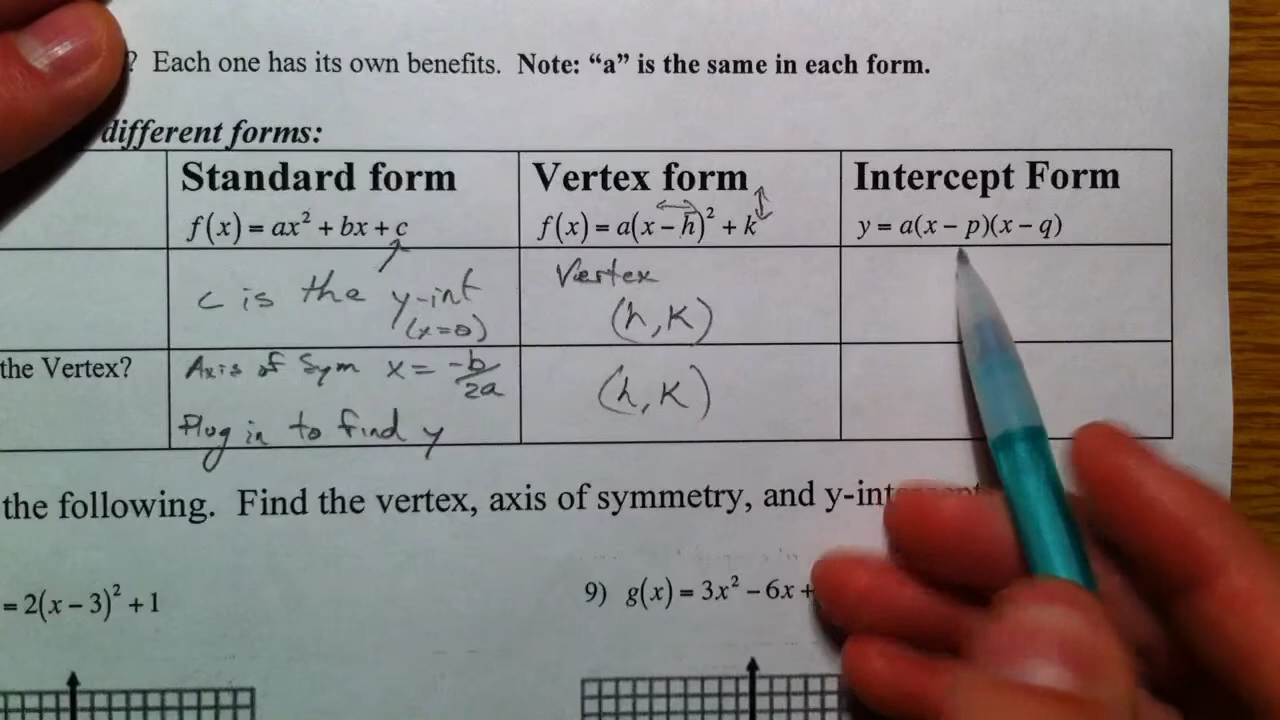 ? Each one has its own benefits. Note: “a” is the same in each form.
different forms:
Standard form
f(x) = ax² + bx + c
Vertex form
f(x) = a(x − h)² + k
Intercept Form
y = a(x − p)(x − q)
c is the y-int
(x=0)
Vertex
(h, K)
the Vertex?
Axis of Sym x = -b/2a
Plug in to find y
(h, K)
the following. Find the vertex, axis of symmetry, and y-intercept
= 2(x − 3)² + 1
9) g(x) = 3x² − 6x +